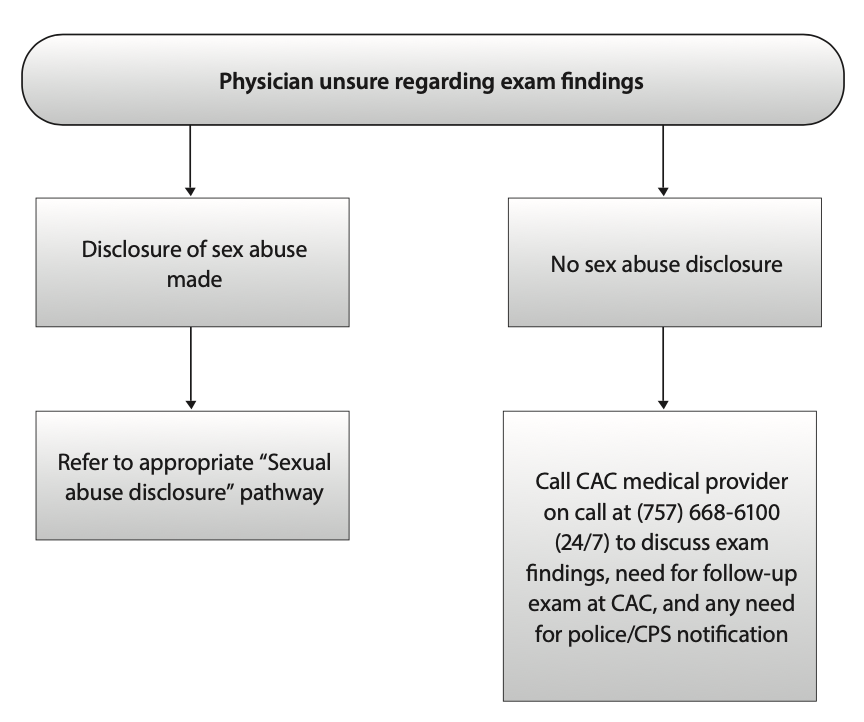 Physician unsure regarding exam findings
Disclosure of sex abuse
made
No sex abuse disclosure
Refer to appropriate “Sexual
abuse disclosure” pathway
Call CAC medical provider
on call at (757) 668-6100
(24/7) to discuss exam
findings, need for follow-up
exam at CAC, and any need
for police/CPS notification